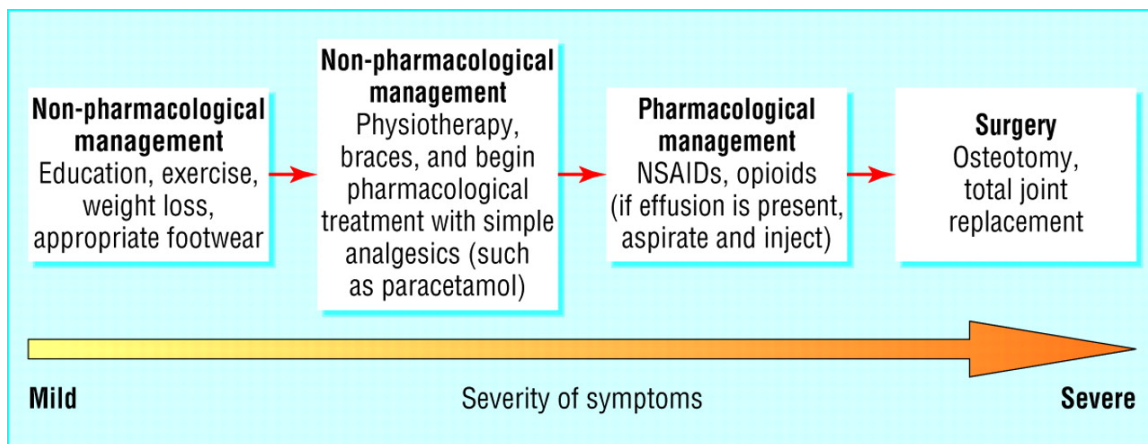 Non-pharmacological
management
Education, exercise,
weight loss,
appropriate footwear
Non-pharmacological
management
Physiotherapy,
braces, and begin
pharmacological
treatment with simple
analgesics (such
as paracetamol)
Pharmacological
management
NSAIDs, opioids
(if effusion is present,
aspirate and inject)
Surgery
Osteotomy,
total joint
replacement
Mild
Severity of symptoms
Severe